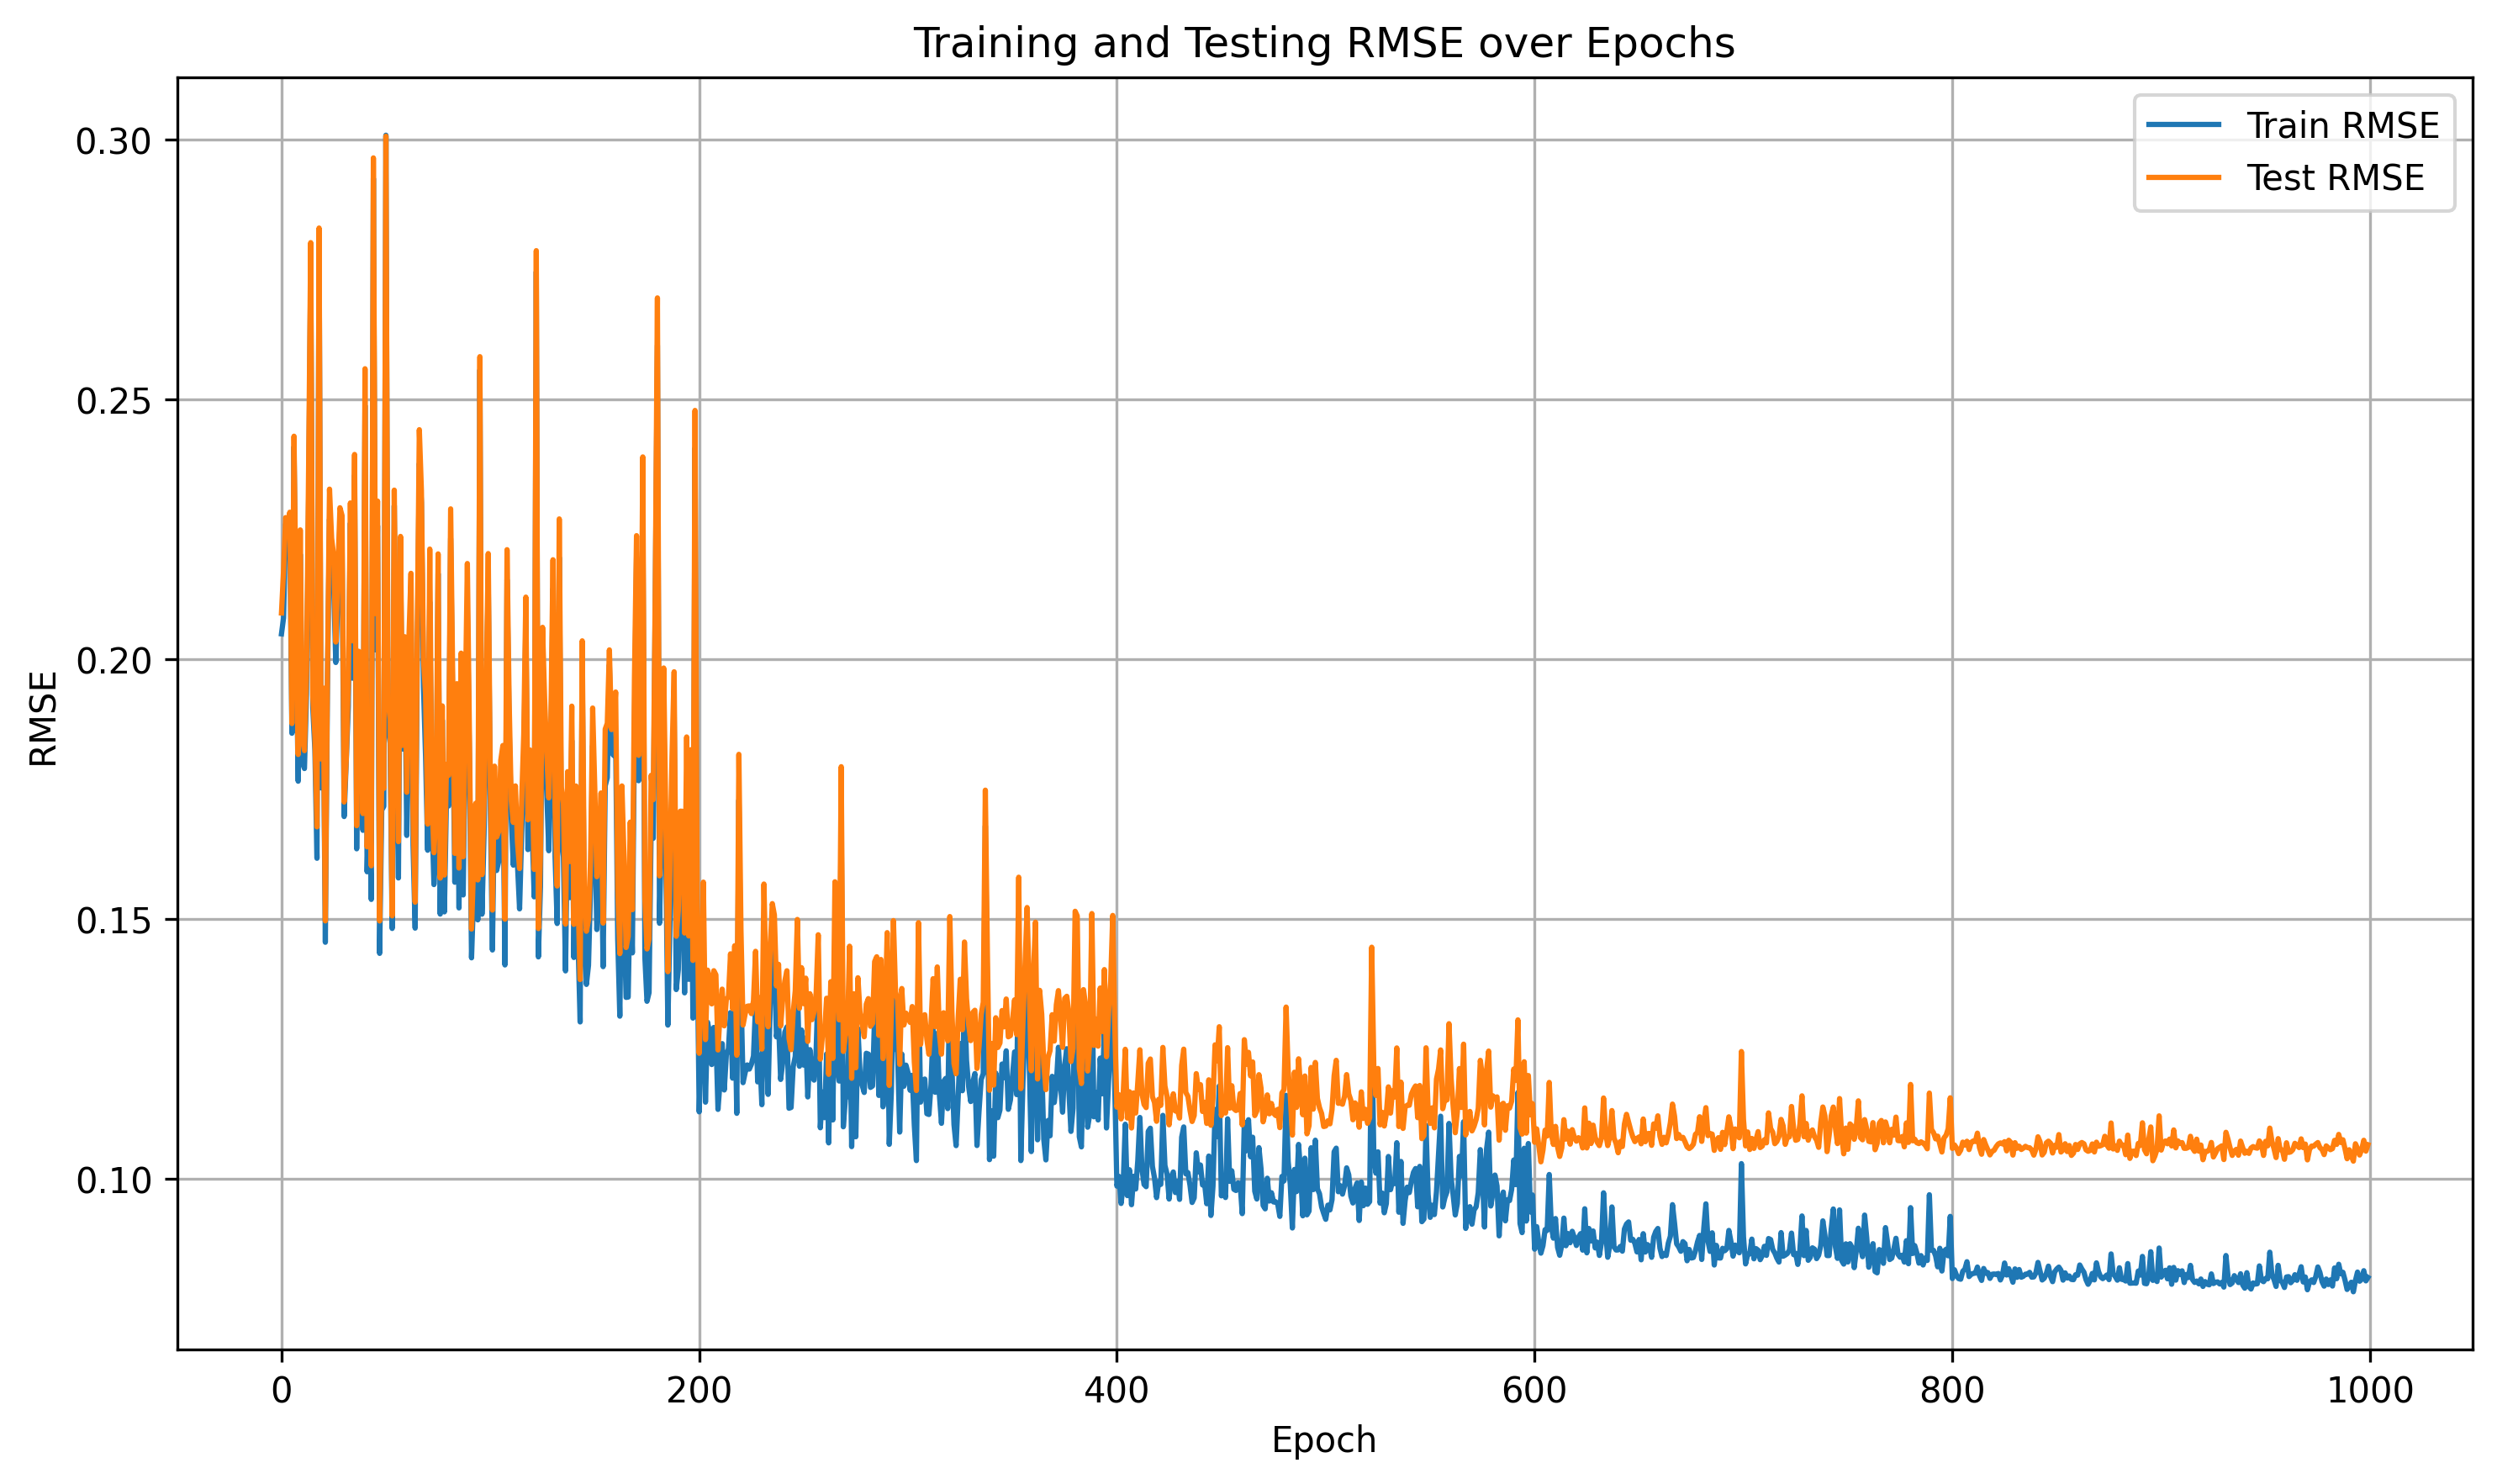 Training and Testing RMSE over Epochs
Train RMSE
Test RMSE
0.30
0.25
0.20
0.15
0.10
RMSE
0 200 400 600 800 1000
Epoch